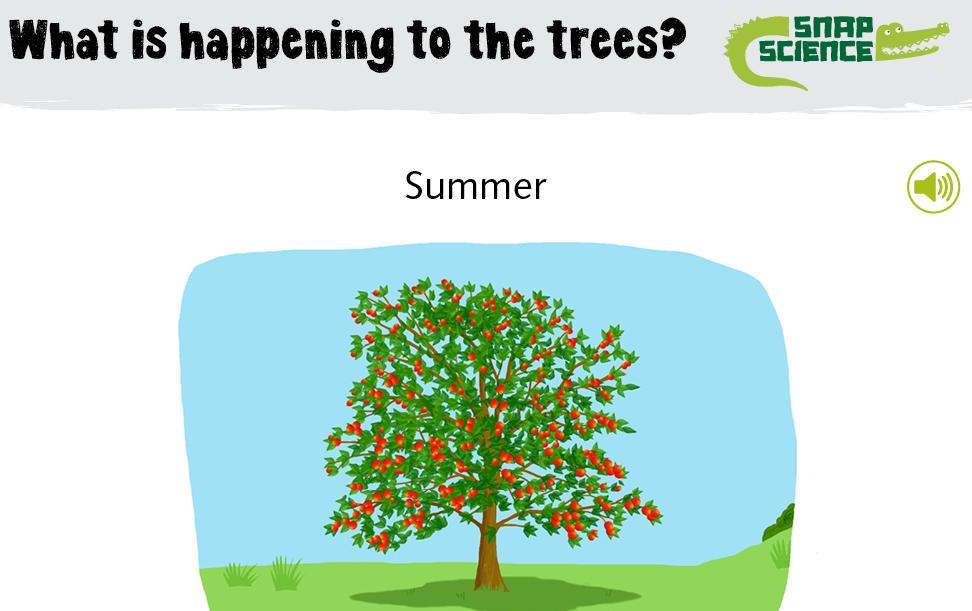 What is happening to the trees?
SNAP
SCIENCE
Summer